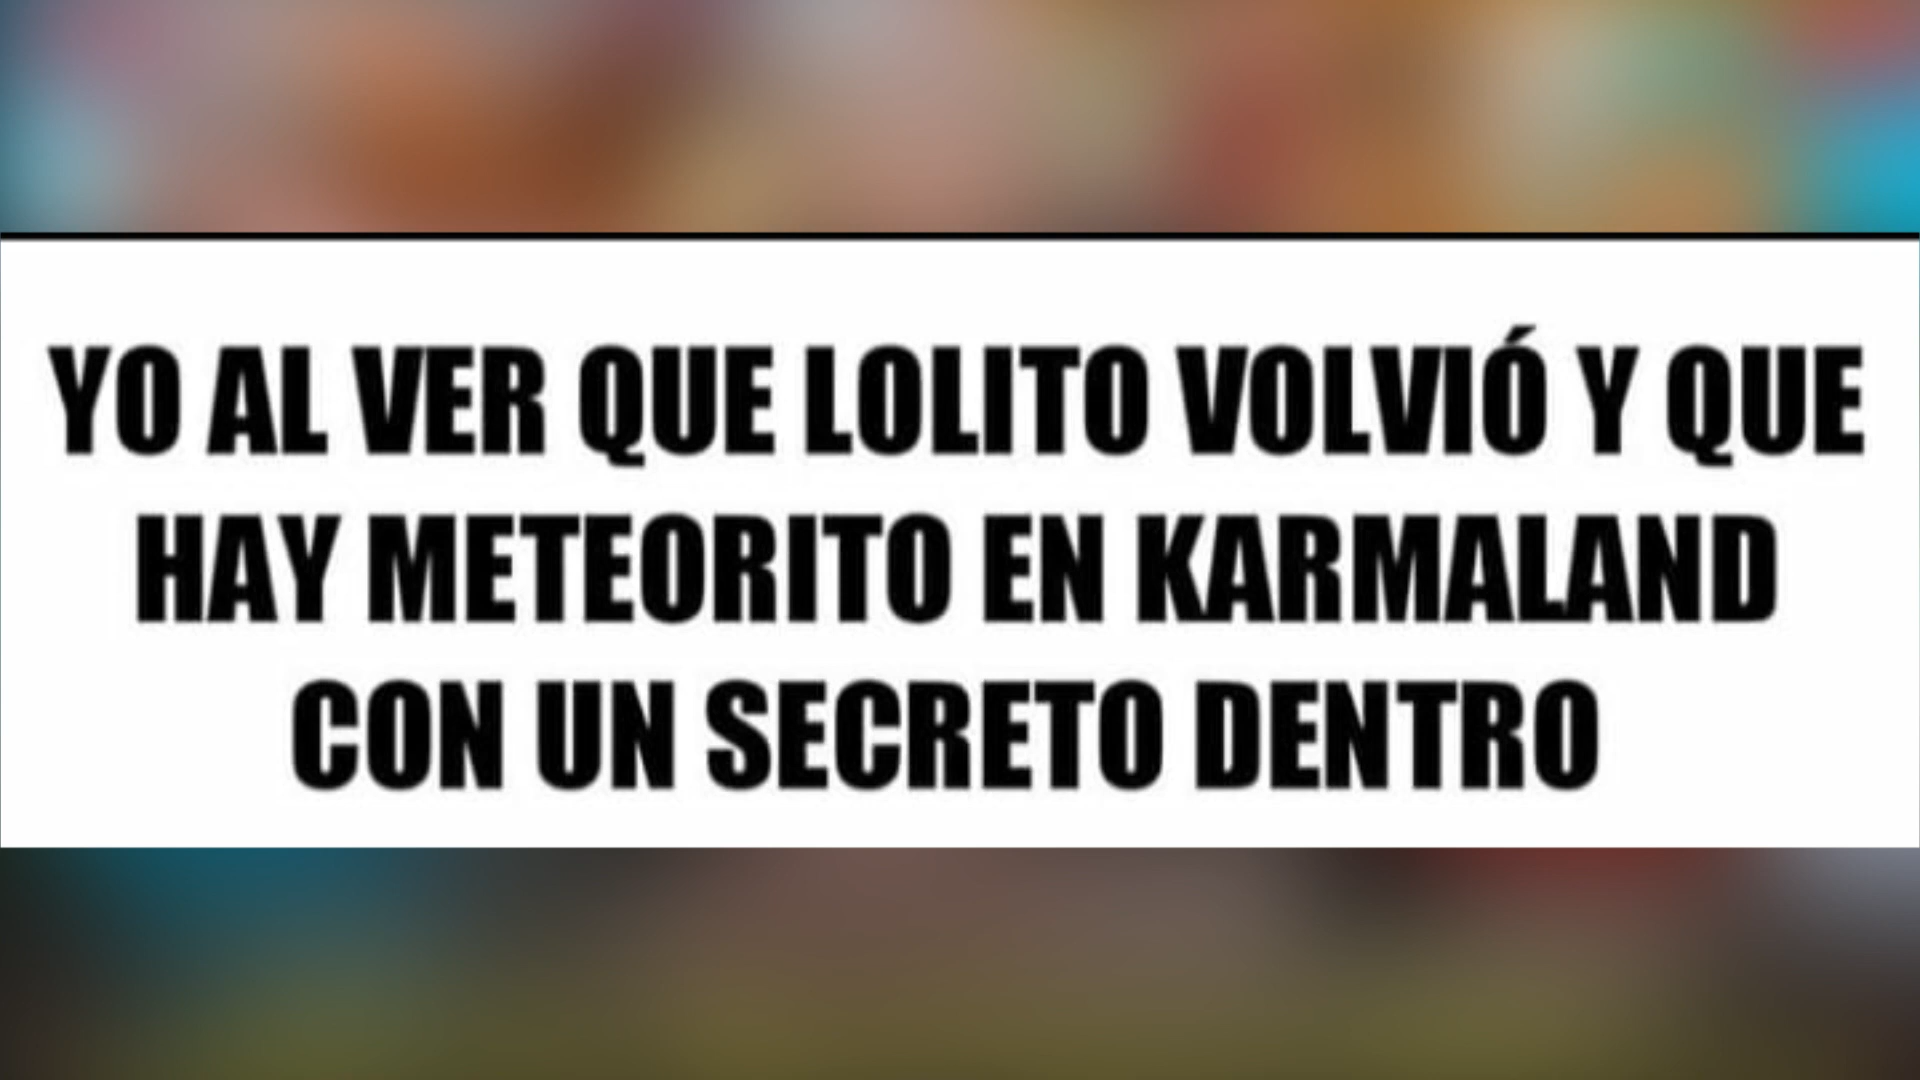 YO AL VER QUE LOLITO VOLVIÓ Y QUE
HAY METEORITO EN KARMALAND
CON UN SECRETO DENTRO